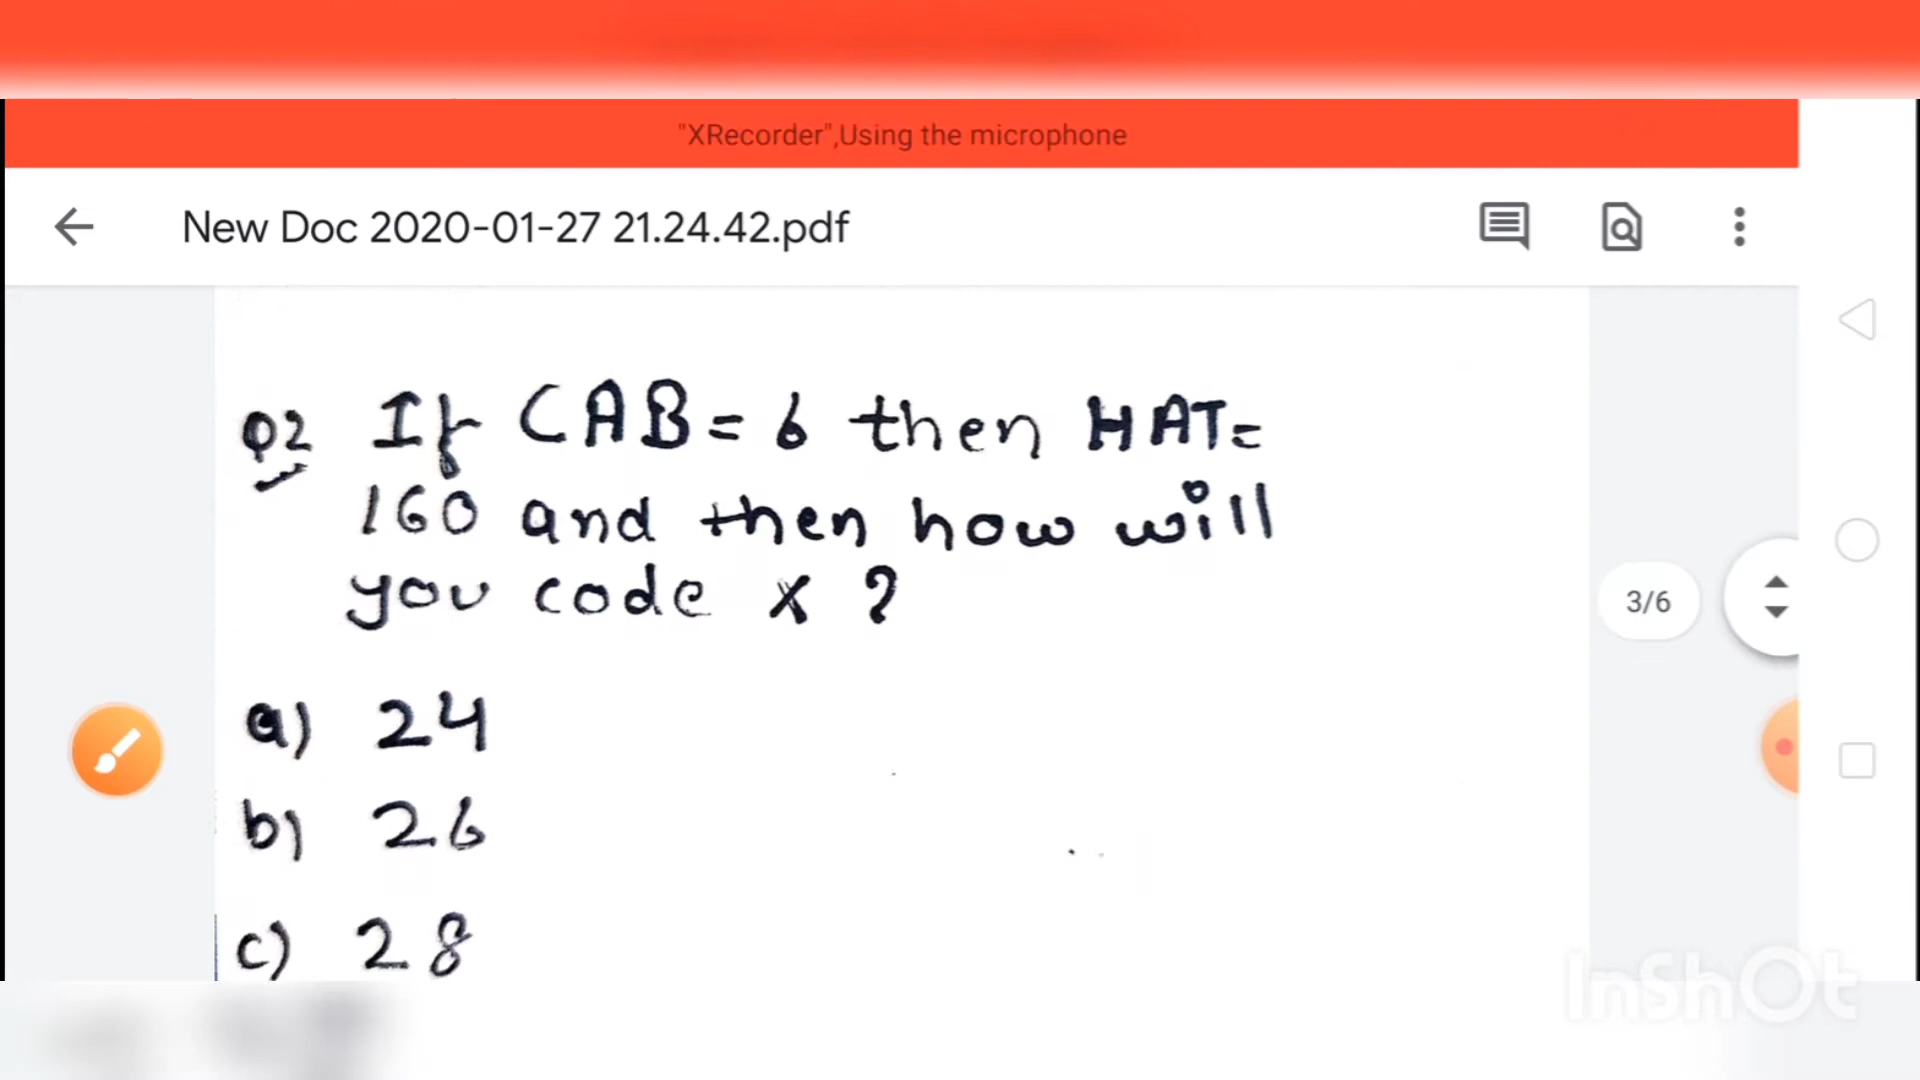 "XRecorder",Using the microphone
New Doc 2020-01-27 21.24.42.pdf
Q2 If CAB= 6 then HAT=
160 and then how will
you code X ?
3/6
a) 24
b) 26
c) 28
InShOt